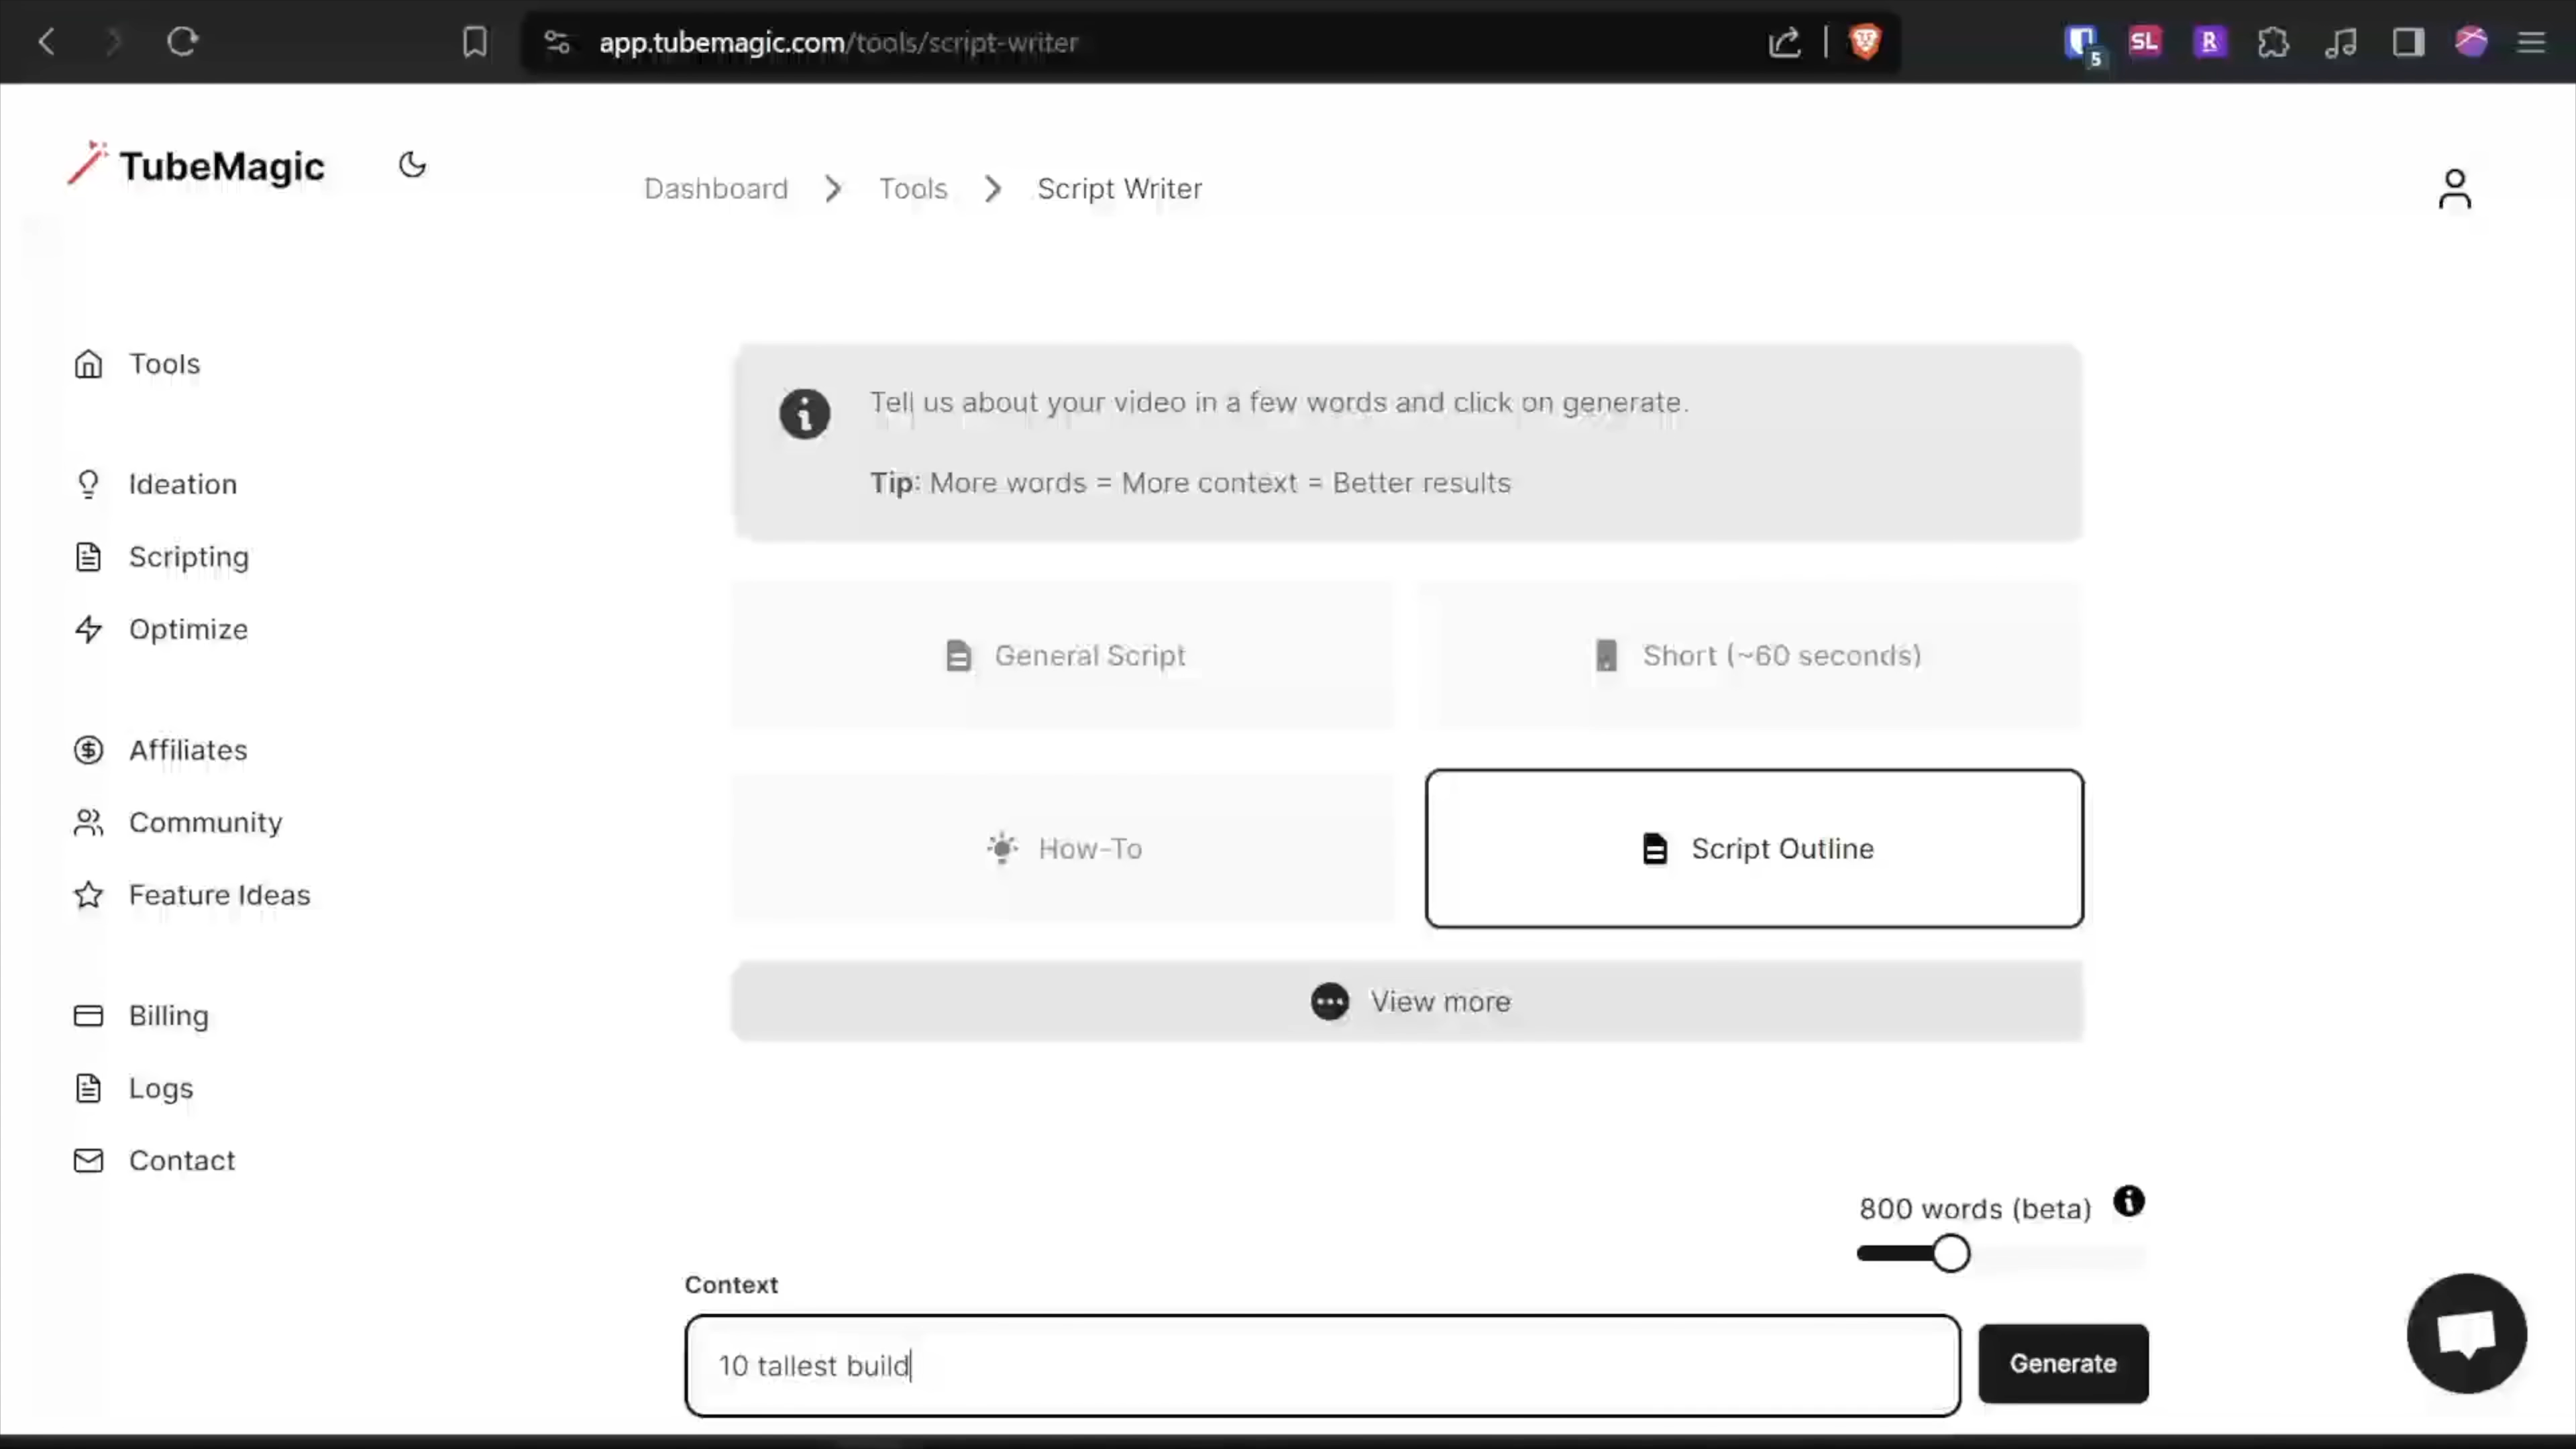 app.tubemagic.com/tools/script-writer
5
SL
R
TubeMagic
Dashboard > Tools > Script Writer
Tools
Ideation
Scripting
Optimize
Affiliates
Community
Feature Ideas
Billing
Logs
Contact
Tell us about your video in a few words and click on generate.
Tip: More words = More context = Better results
General Script
Short (~60 seconds)
How-To
Script Outline
View more
800 words (beta)
Context
10 tallest build
Generate